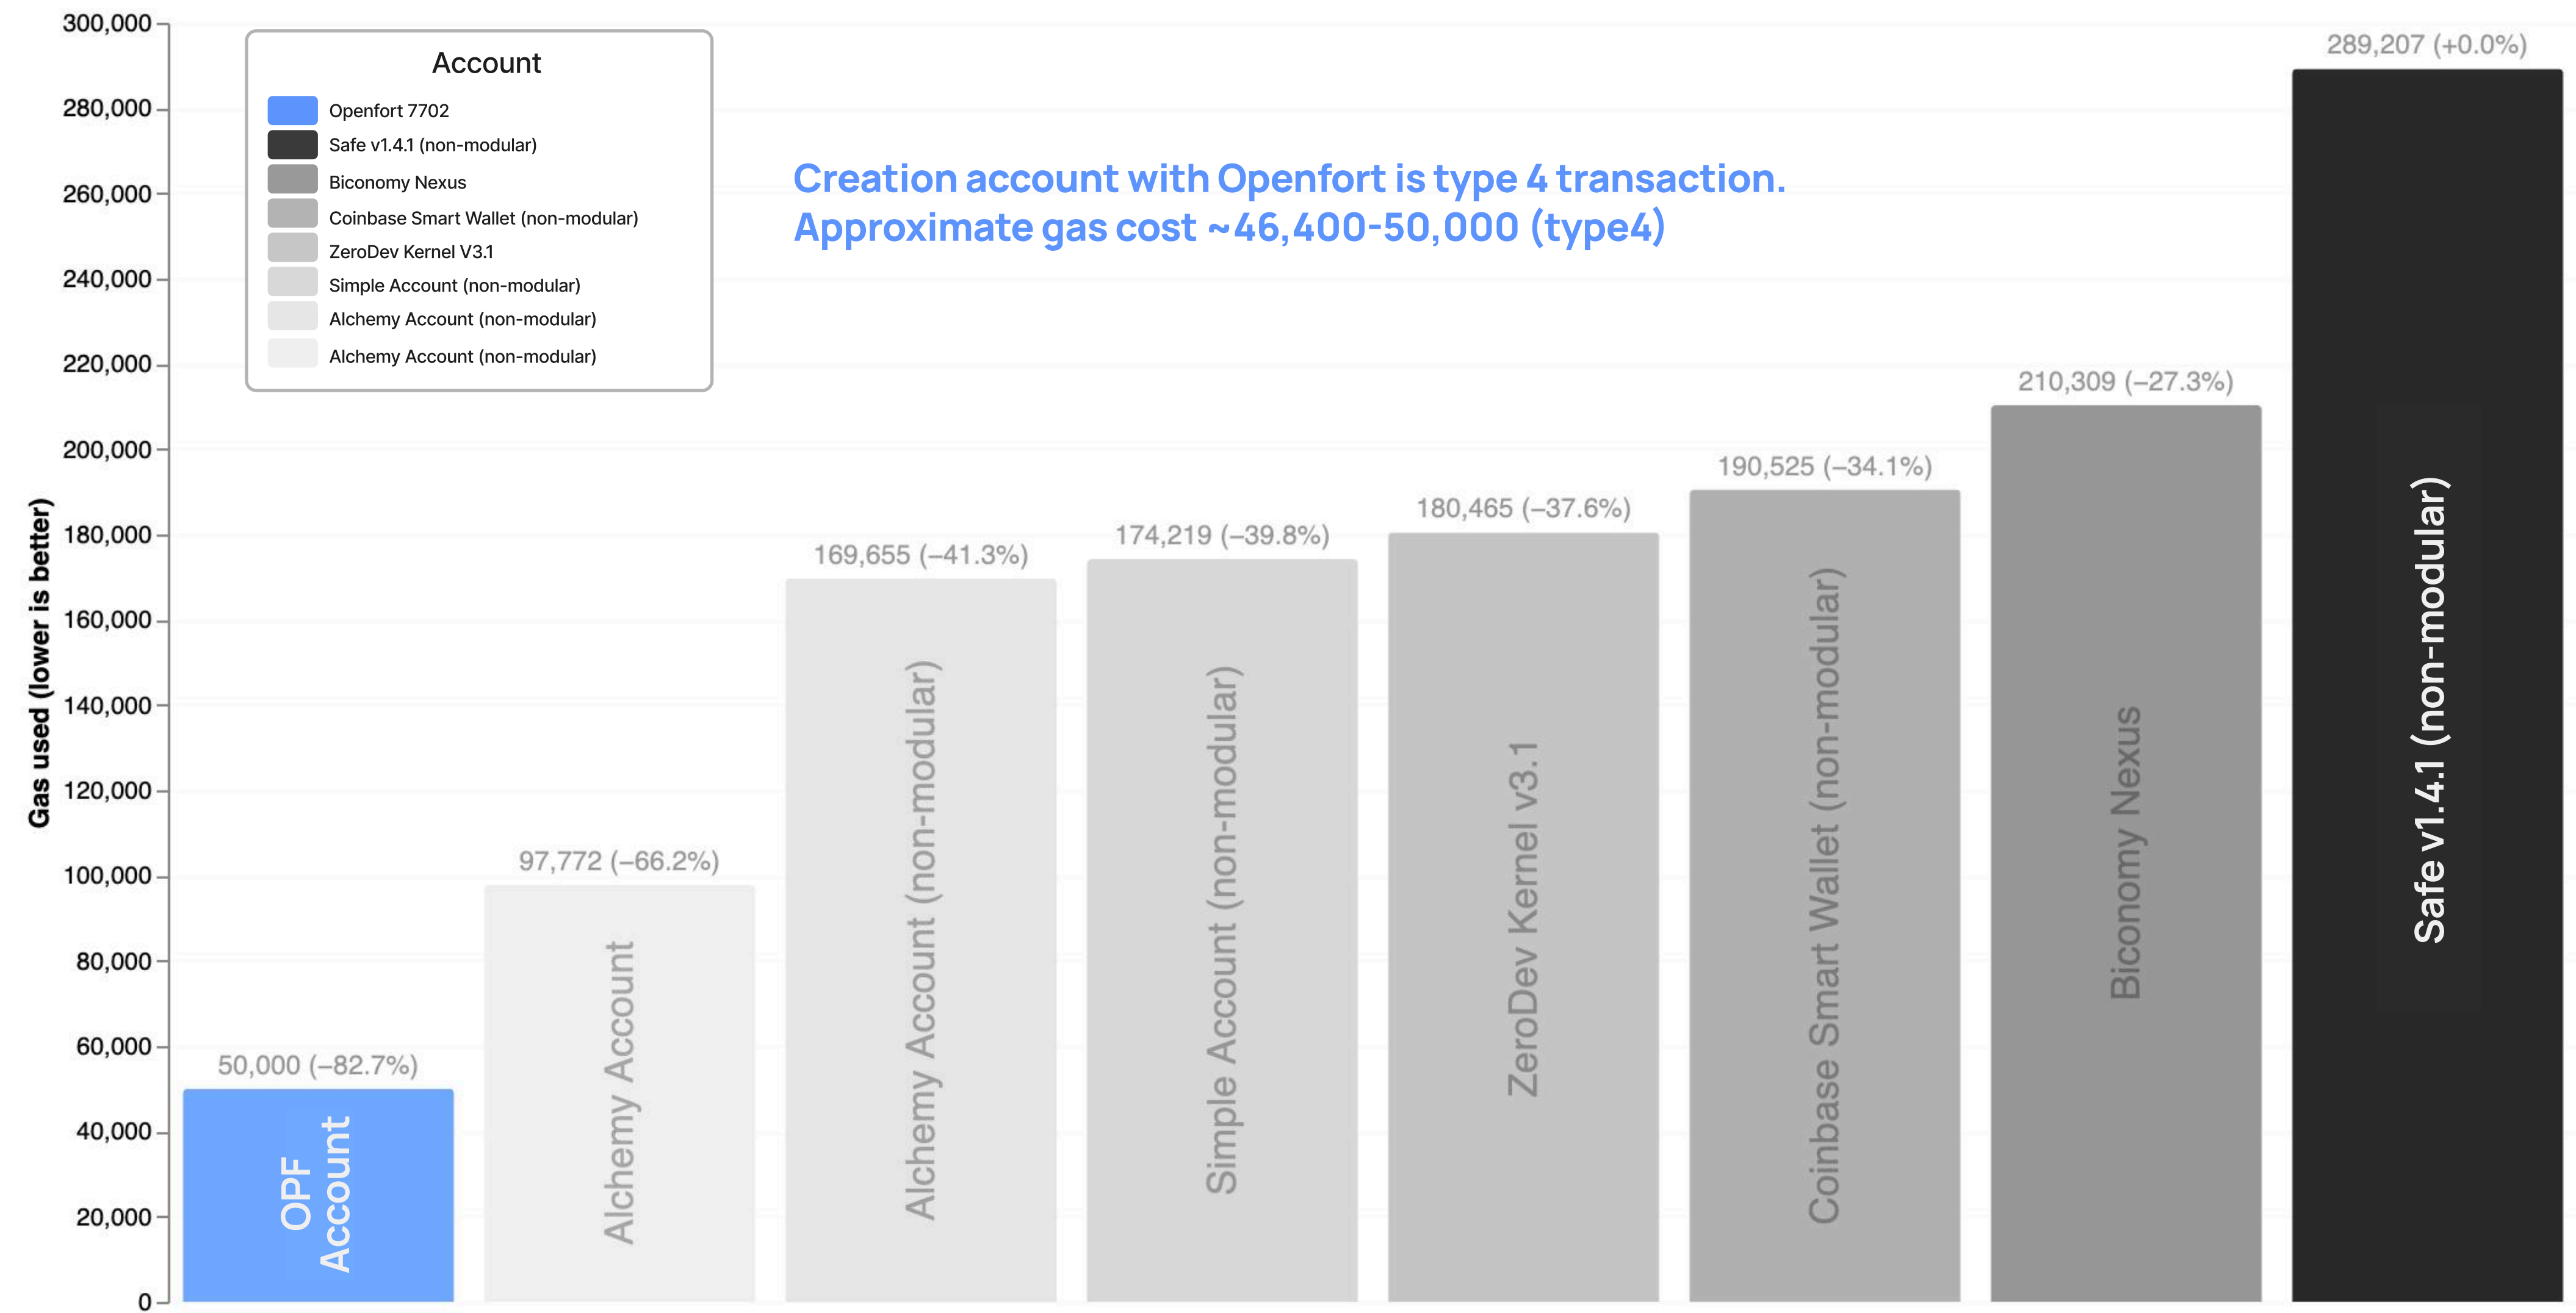 300,000
280,000
260,000
240,000
220,000
200,000
180,000
160,000
140,000
120,000
100,000
80,000
60,000
40,000
20,000
0
Gas used (lower is better)
Account
Openfort 7702
Safe v1.4.1 (non-modular)
Biconomy Nexus
Coinbase Smart Wallet (non-modular)
ZeroDev Kernel V3.1
Simple Account (non-modular)
Alchemy Account (non-modular)
Alchemy Account (non-modular)
Creation account with Openfort is type 4 transaction.
Approximate gas cost ~46,400-50,000 (type4)
50,000 (–82.7%)
OPF
Account
97,772 (–66.2%)
Alchemy Account
169,655 (–41.3%)
Alchemy Account (non-modular)
174,219 (–39.8%)
Simple Account (non-modular)
180,465 (–37.6%)
ZeroDev Kernel v3.1
190,525 (–34.1%)
Coinbase Smart Wallet (non-modular)
210,309 (–27.3%)
Biconomy Nexus
289,207 (+0.0%)
Safe v1.4.1 (non-modular)